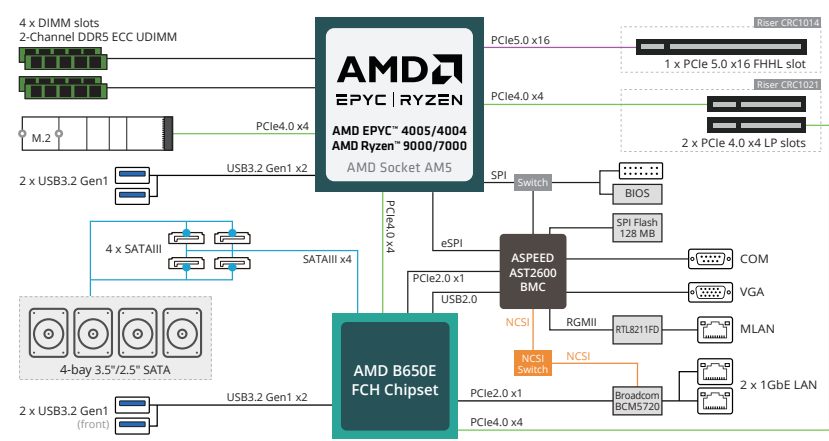 4 x DIMM slots
2-Channel DDR5 ECC UDIMM
AMD
EPYC | RYZEN
AMD EPYC™ 4005/4004
AMD Ryzen™ 9000/7000
AMD Socket AM5
PCIe5.0 x16
Riser CRC1014
1 x PCIe 5.0 x16 FHHL slot
PCIe4.0 x4
Riser CRC1021
2 x PCIe 4.0 x4 LP slots
M.2
PCIe4.0 x4
2 x USB3.2 Gen1
USB3.2 Gen1 x2
SPI
Switch
BIOS
SPI Flash
128 MB
PCIe4.0 x4
eSPI
4 x SATAIII
SATAIII x4
ASPEED
AST2600
BMC
COM
VGA
PCIe2.0 x1
USB2.0
NCSI
RGMII
RTL8211FD
MLAN
4-bay 3.5"/2.5" SATA
AMD B650E
FCH Chipset
NCSI
Switch
NCSI
2 x 1GbE LAN
2 x USB3.2 Gen1
(front)
USB3.2 Gen1 x2
PCIe2.0 x1
Broadcom
BCM5720
PCIe4.0 x4